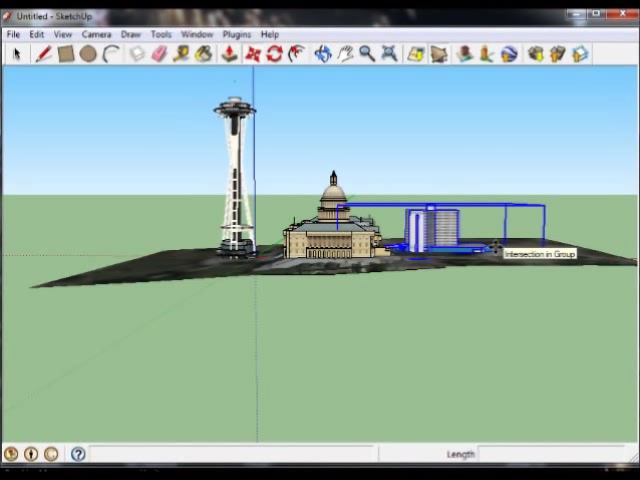 Untitled - SketchUp
File Edit View Camera Draw Tools Window Plugins Help
Intersection in Group
Length